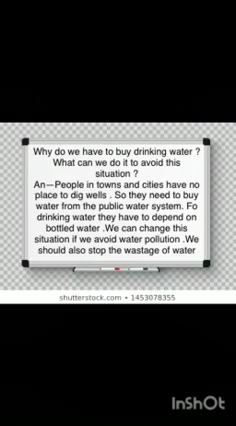 Why do we have to buy drinking water ?
What can we do it to avoid this
situation ?
An—People in towns and cities have no
place to dig wells . So they need to buy
water from the public water system. Fo
drinking water they have to depend on
bottled water .We can change this
situation if we avoid water pollution .We
should also stop the wastage of water
shutterstock.com • 1453078355
InShOt